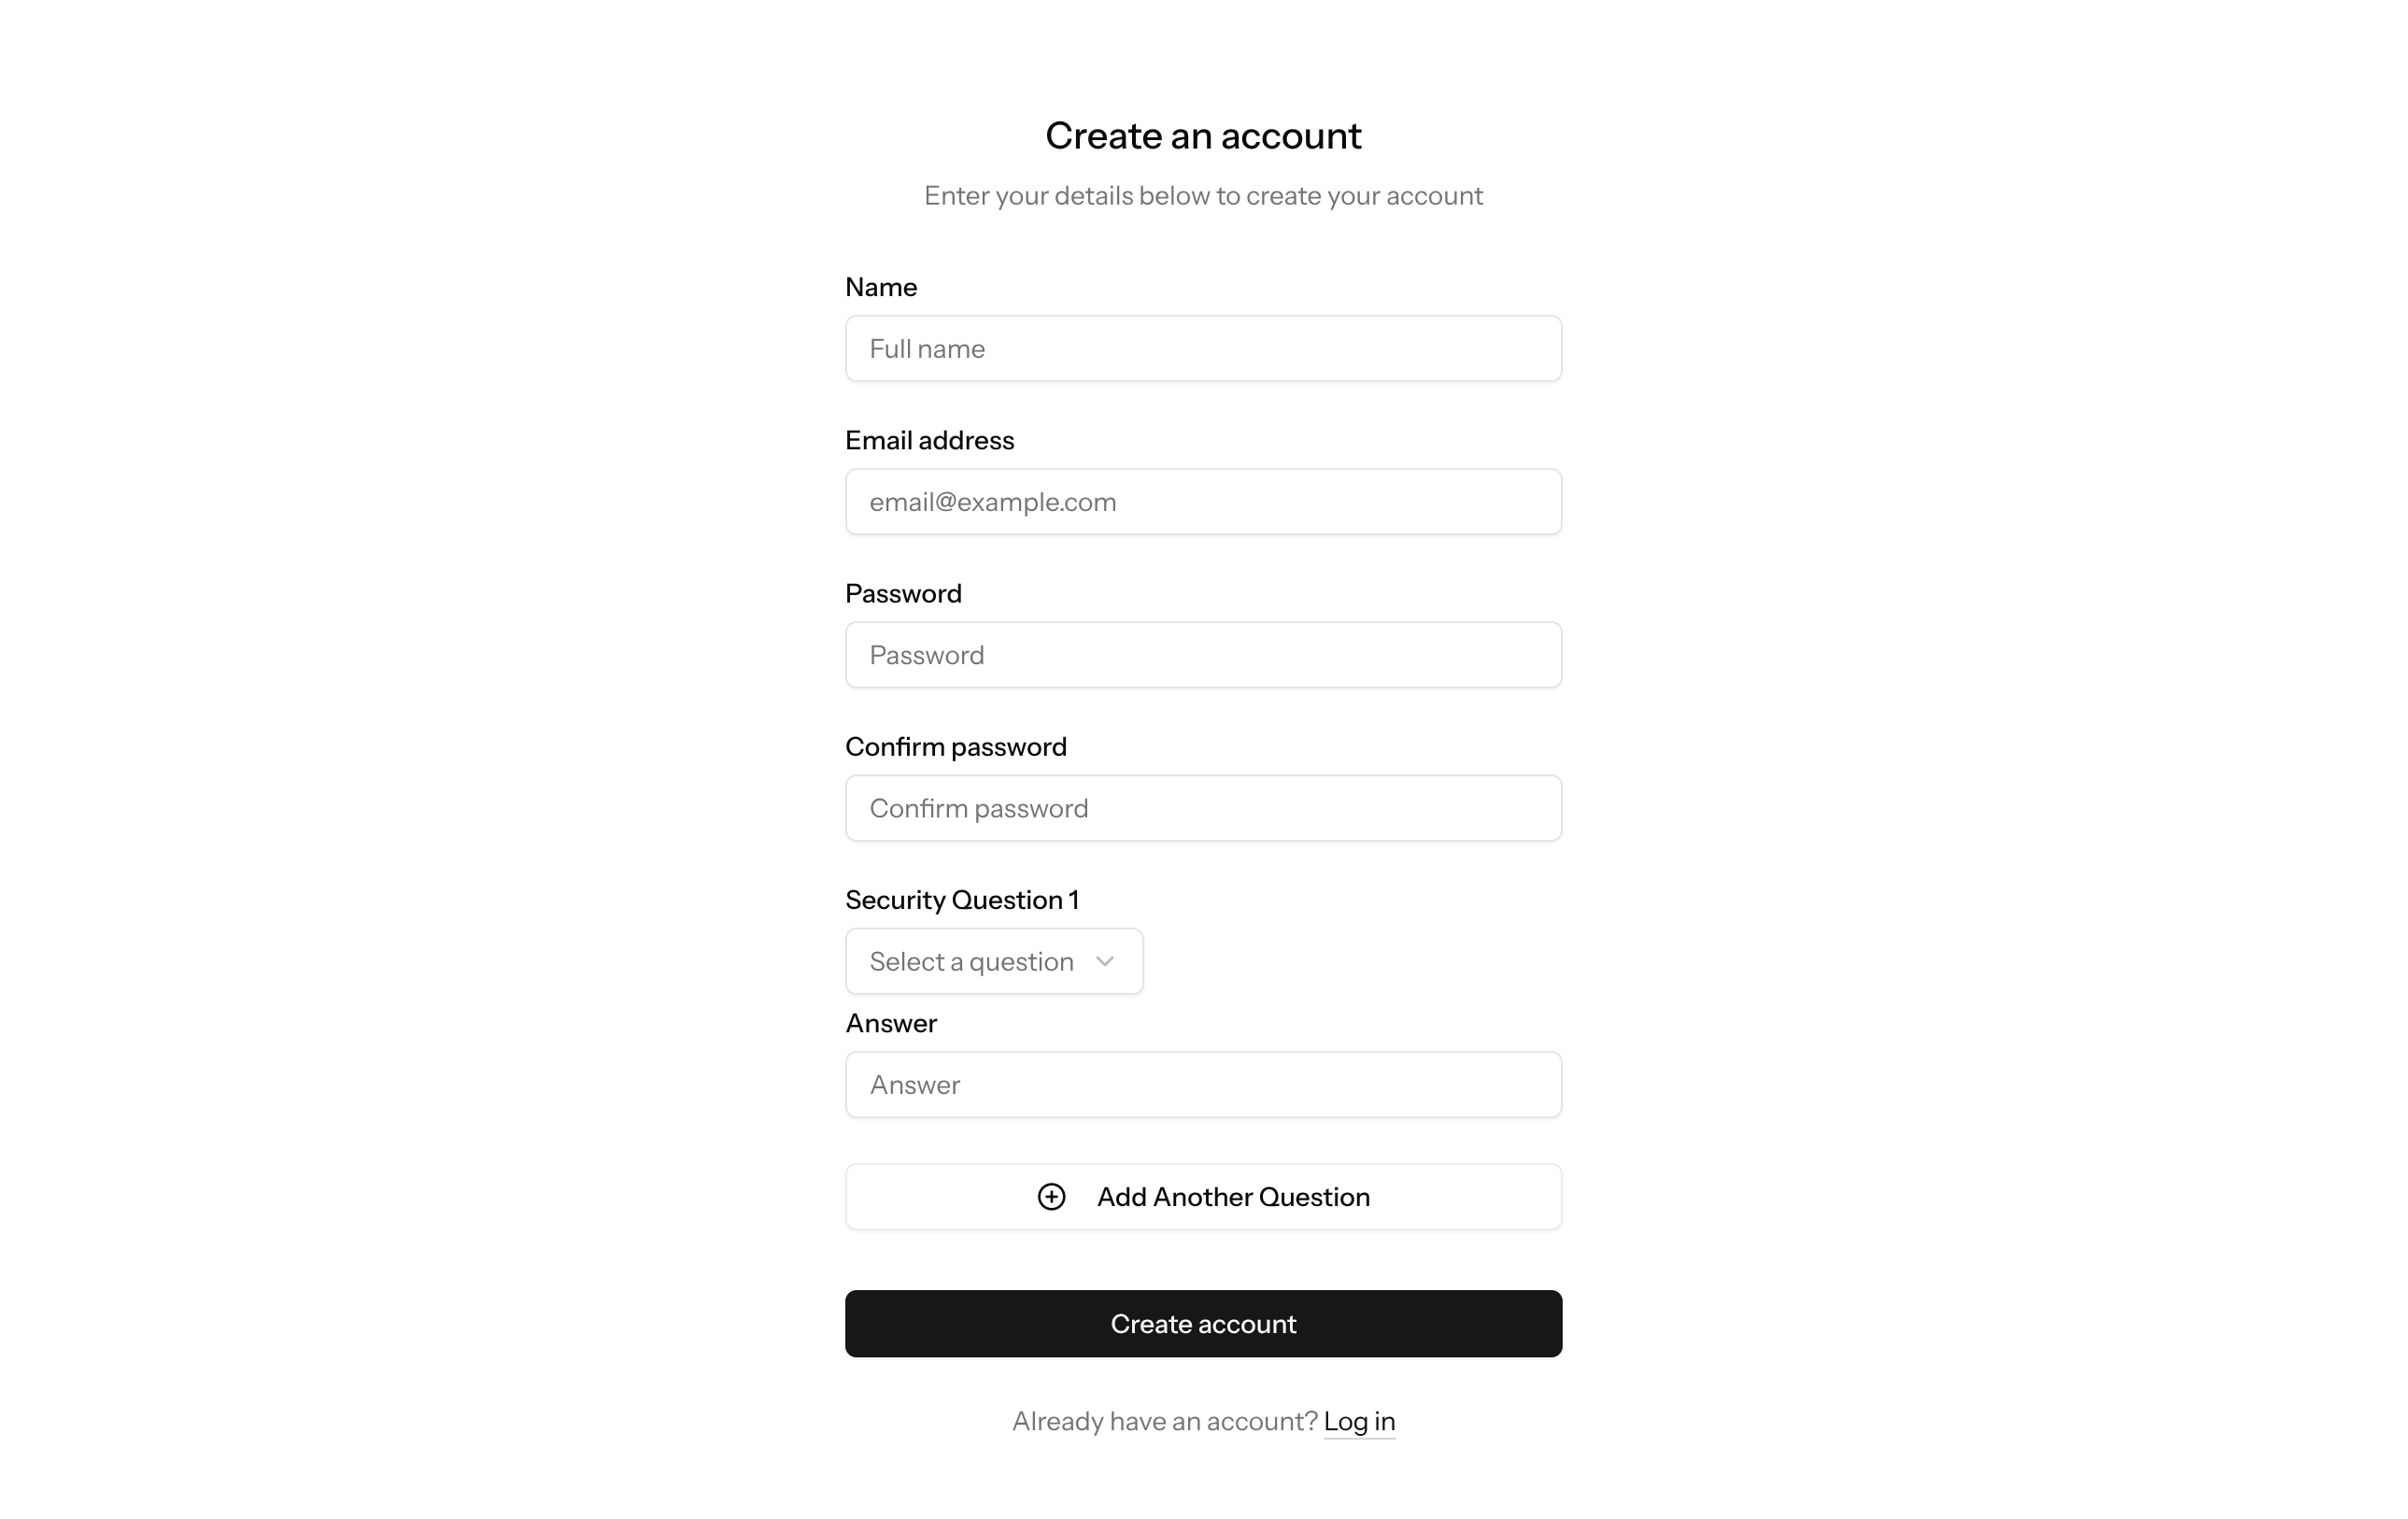 Create an account
Enter your details below to create your account
Name
Full name
Email address
email@example.com
Password
Password
Confirm password
Confirm password
Security Question 1
Select a question
Answer
Answer
Add Another Question
Create account
Already have an account? Log in